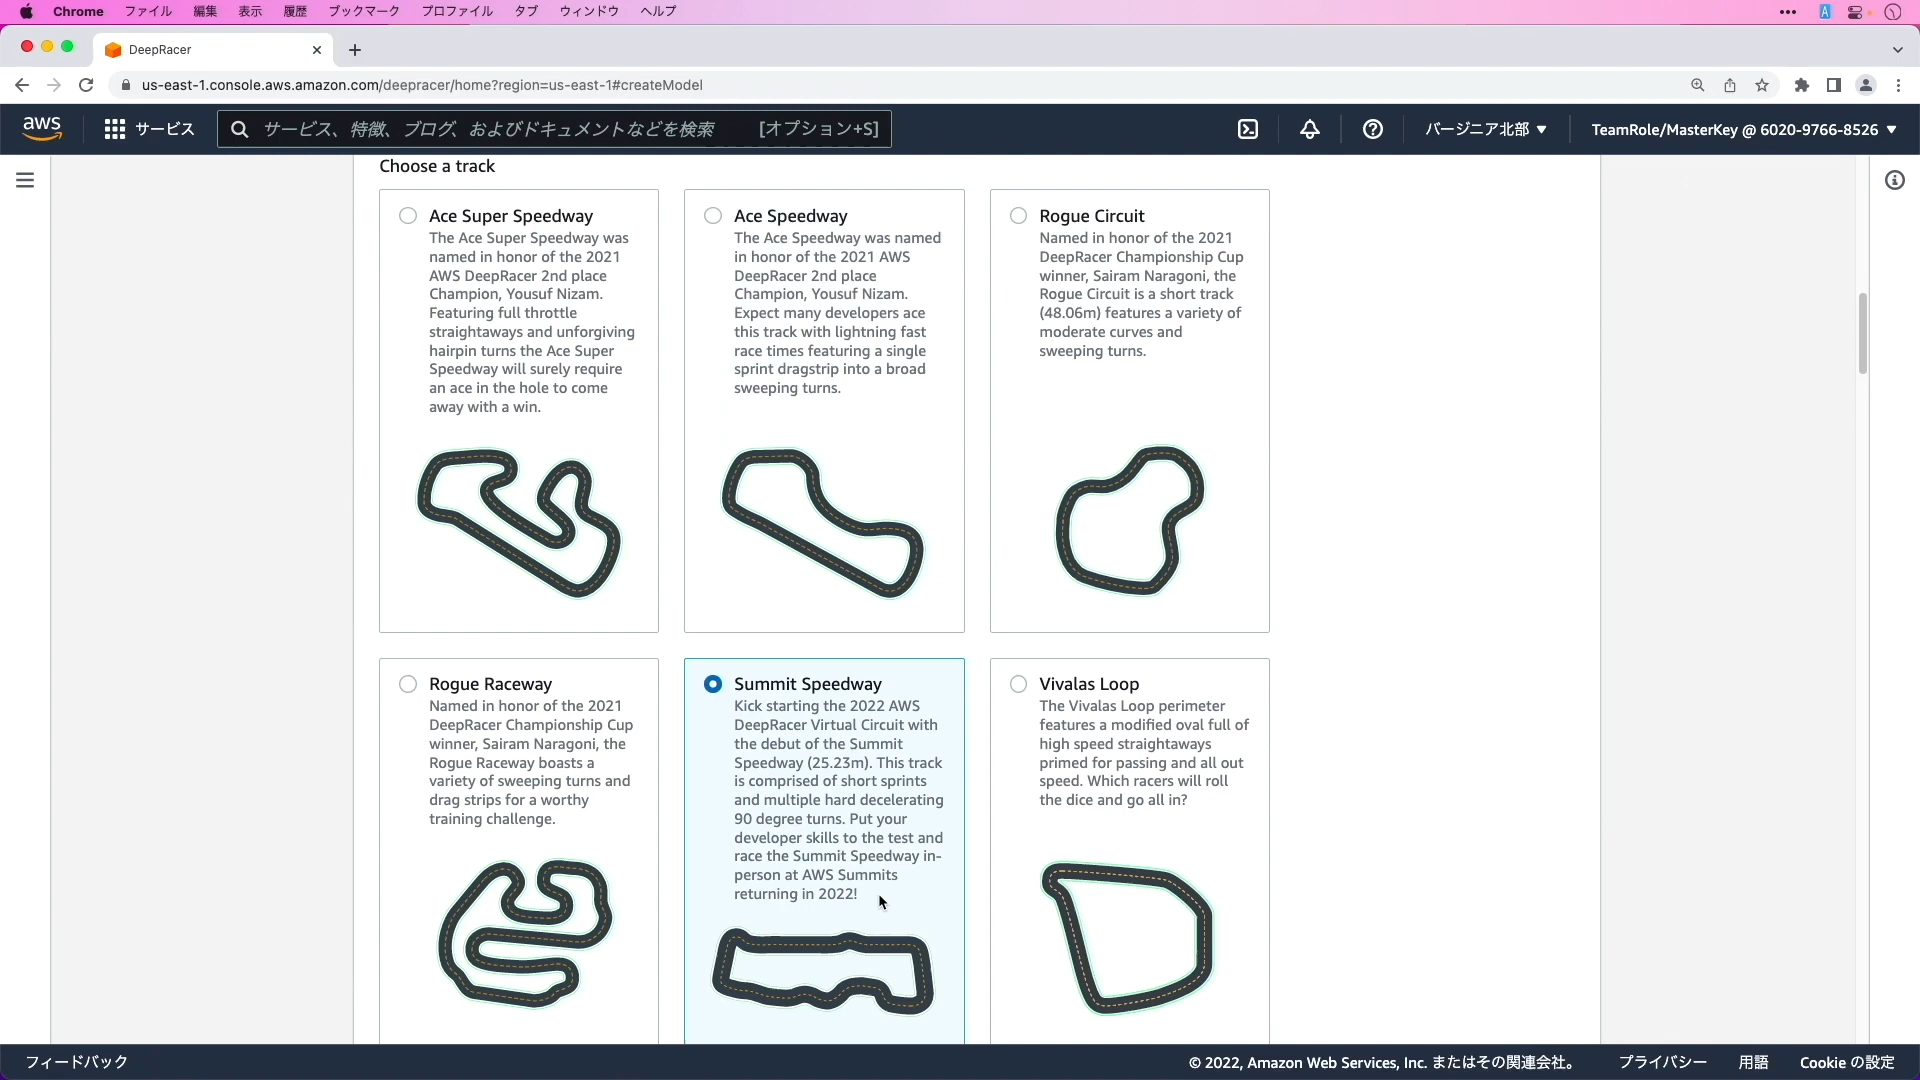 Chrome ファイル 編集 表示 履歴 ブックマーク プロファイル タブ ウィンドウ ヘルプ
DeepRacer
us-east-1.console.aws.amazon.com/deepracer/home?region=us-east-1#createModel
aws サービス サービス、特徴、ブログ、およびドキュメントなどを検索 [オプション+S] バージニア北部 TeamRole/MasterKey @ 6020-9766-8526
Choose a track
Ace Super Speedway
The Ace Super Speedway was
named in honor of the 2021
AWS DeepRacer 2nd place
Champion, Yousuf Nizam.
Featuring full throttle
straightaways and unforgiving
hairpin turns the Ace Super
Speedway will surely require
an ace in the hole to come
away with a win.
Ace Speedway
The Ace Speedway was named
in honor of the 2021 AWS
DeepRacer 2nd place
Champion, Yousuf Nizam.
Expect many developers ace
this track with lightning fast
race times featuring a single
sprint dragstrip into a broad
sweeping turns.
Rogue Circuit
Named in honor of the 2021
DeepRacer Championship Cup
winner, Sairam Naragoni, the
Rogue Circuit is a short track
(48.06m) features a variety of
moderate curves and
sweeping turns.
Rogue Raceway
Named in honor of the 2021
DeepRacer Championship Cup
winner, Sairam Naragoni, the
Rogue Raceway boasts a
variety of sweeping turns and
drag strips for a worthy
training challenge.
Summit Speedway
Kick starting the 2022 AWS
DeepRacer Virtual Circuit with
the debut of the Summit
Speedway (25.23m). This track
is comprised of short sprints
and multiple hard decelerating
90 degree turns. Put your
developer skills to the test and
race the Summit Speedway in-
person at AWS Summits
returning in 2022!
Vivalas Loop
The Vivalas Loop perimeter
features a modified oval full of
high speed straightaways
primed for passing and all out
speed. Which racers will roll
the dice and go all in?
フィードバック © 2022, Amazon Web Services, Inc. またはその関連会社。 プライバシー 用語 Cookie の設定